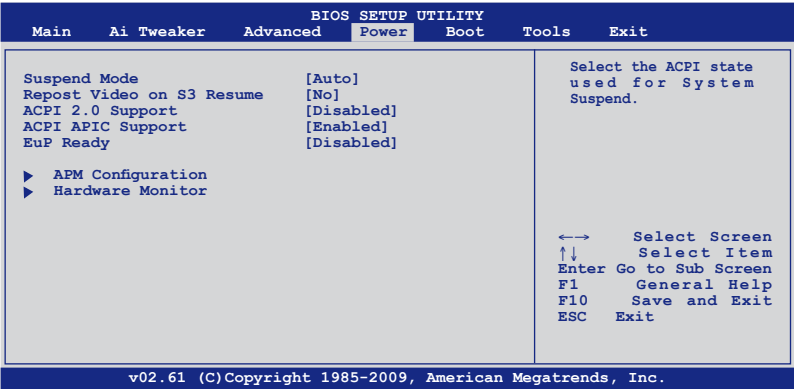 BIOS SETUP UTILITY
Main Ai Tweaker Advanced Power Boot Tools Exit
Suspend Mode [Auto]
Repost Video on S3 Resume [No]
ACPI 2.0 Support [Disabled]
ACPI APIC Support [Enabled]
EuP Ready [Disabled]
▶ APM Configuration
▶ Hardware Monitor
Select the ACPI state
used for System
Suspend.
←→ Select Screen
↑↓ Select Item
Enter Go to Sub Screen
F1 General Help
F10 Save and Exit
ESC Exit
v02.61 (C)Copyright 1985-2009, American Megatrends, Inc.